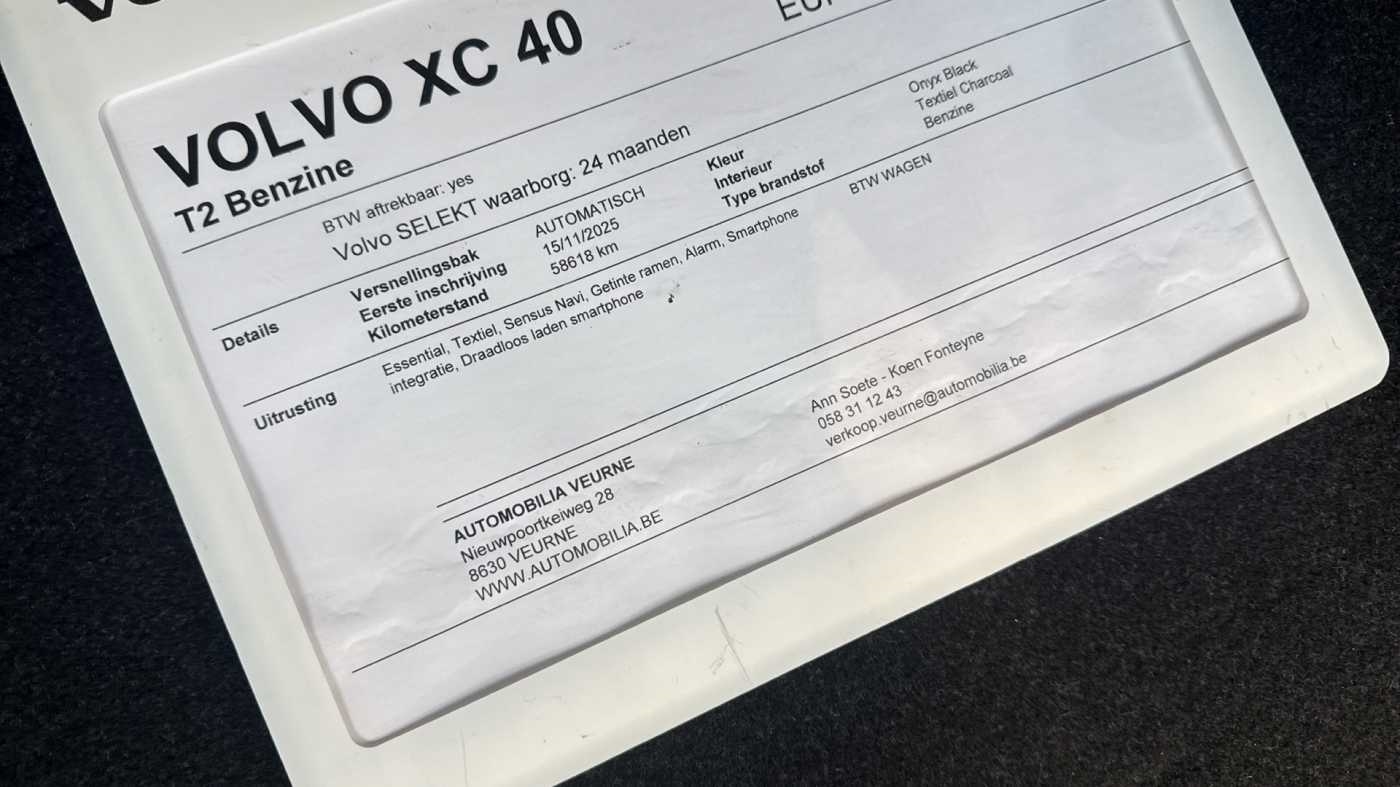 VOLVO XC 40
T2 Benzine
BTW aftrekbaar: yes
Volvo SELEKT waarborg: 24 maanden
Details
Versnellingsbak AUTOMATISCH
Eerste inschrijving 15/11/2025
Kilometerstand 58618 km
Kleur Onyx Black
Interieur Textiel Charcoal
Type brandstof Benzine
Uitrusting
Essential, Textiel, Sensus Navi, Getinte ramen, Alarm, Smartphone
integratie, Draadloos laden smartphone
BTW WAGEN
AUTOMOBILIA VEURNE
Nieuwpoortkeiweg 28
8630 VEURNE
WWW.AUTOMOBILIA.BE
Ann Soete - Koen Fonteyne
058 31 12 43
verkoop.veurne@automobilia.be